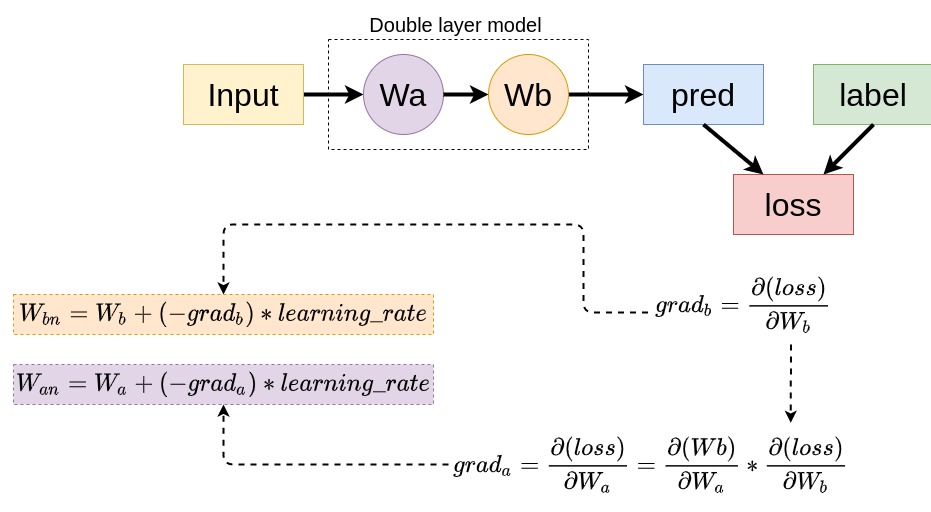 Double layer model
Input Wa Wb pred label
loss
$grad_b = \frac{\partial(loss)}{\partial W_b}$
$W_{bn} = W_b + (-grad_b) * learning\_rate$
$W_{an} = W_a + (-grad_a) * learning\_rate$
$grad_a = \frac{\partial(loss)}{\partial W_a} = \frac{\partial(Wb)}{\partial W_a} * \frac{\partial(loss)}{\partial W_b}$